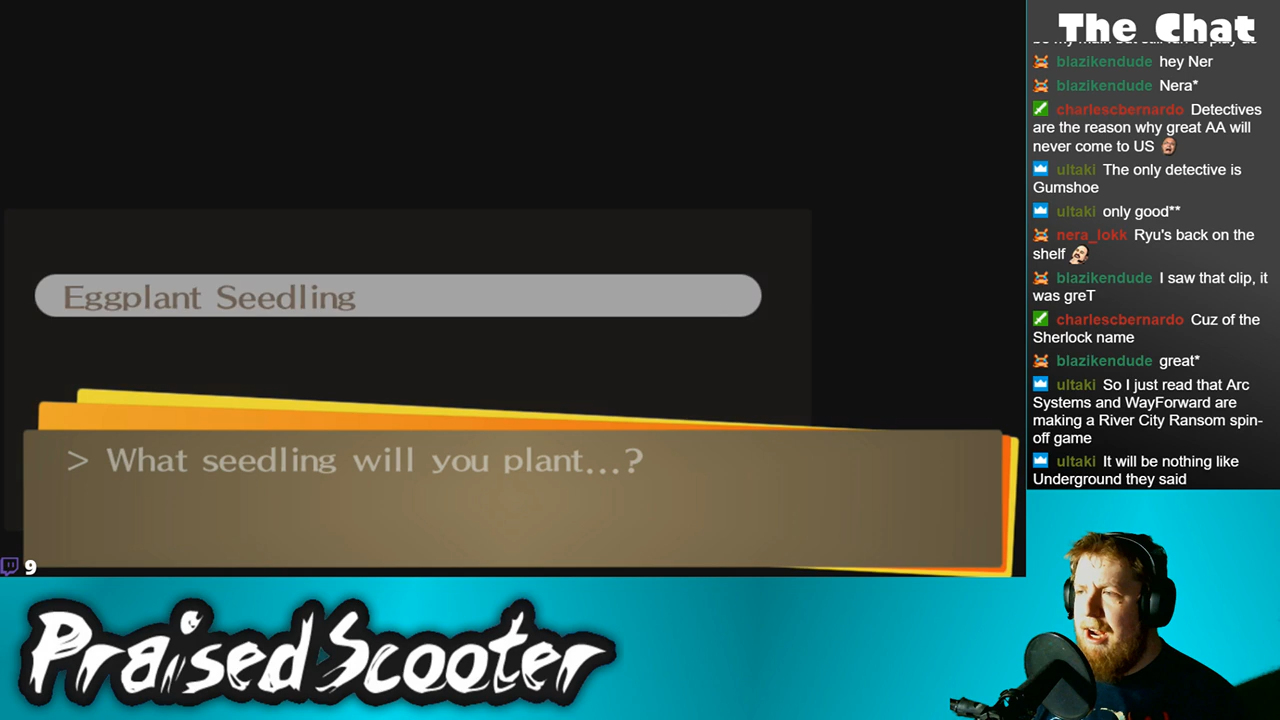 The Chat
blazikendude hey Ner
blazikendude Nera*
charlescbernardo Detectives
are the reason why great AA will
never come to US
ultaki The only detective is
Gumshoe
ultaki only good**
nera_lokk Ryu's back on the
shelf
blazikendude I saw that clip, it
was greT
charlescbernardo Cuz of the
Sherlock name
blazikendude great*
ultaki So I just read that Arc
Systems and WayForward are
making a River City Ransom spin-
off game
ultaki It will be nothing like
Underground they said
Eggplant Seedling
> What seedling will you plant...?
9
PraisedScooter